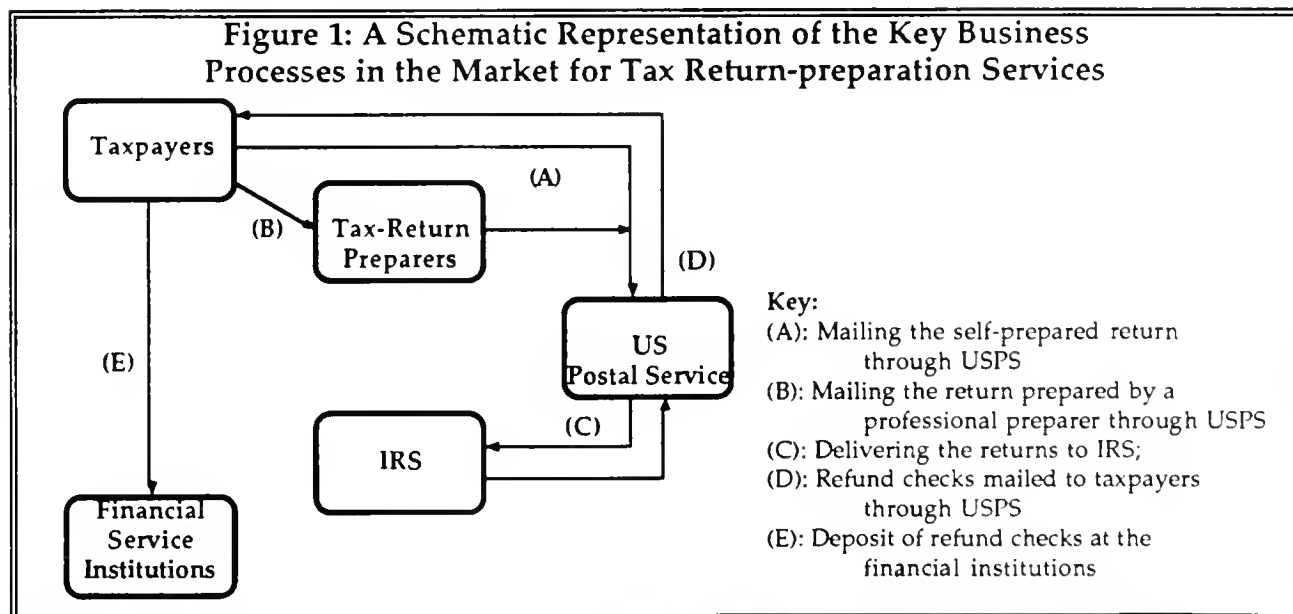 Figure 1: A Schematic Representation of the Key Business
Processes in the Market for Tax Return-preparation Services
Taxpayers
(A)
(B)
Tax-Return
Preparers
(D)
Key:
(A): Mailing the self-prepared return
through USPS
(B): Mailing the return prepared by a
professional preparer through USPS
(C): Delivering the returns to IRS;
(D): Refund checks mailed to taxpayers
through USPS
(E): Deposit of refund checks at the
financial institutions
US
Postal Service
(E)
(C)
IRS
Financial
Service
Institutions